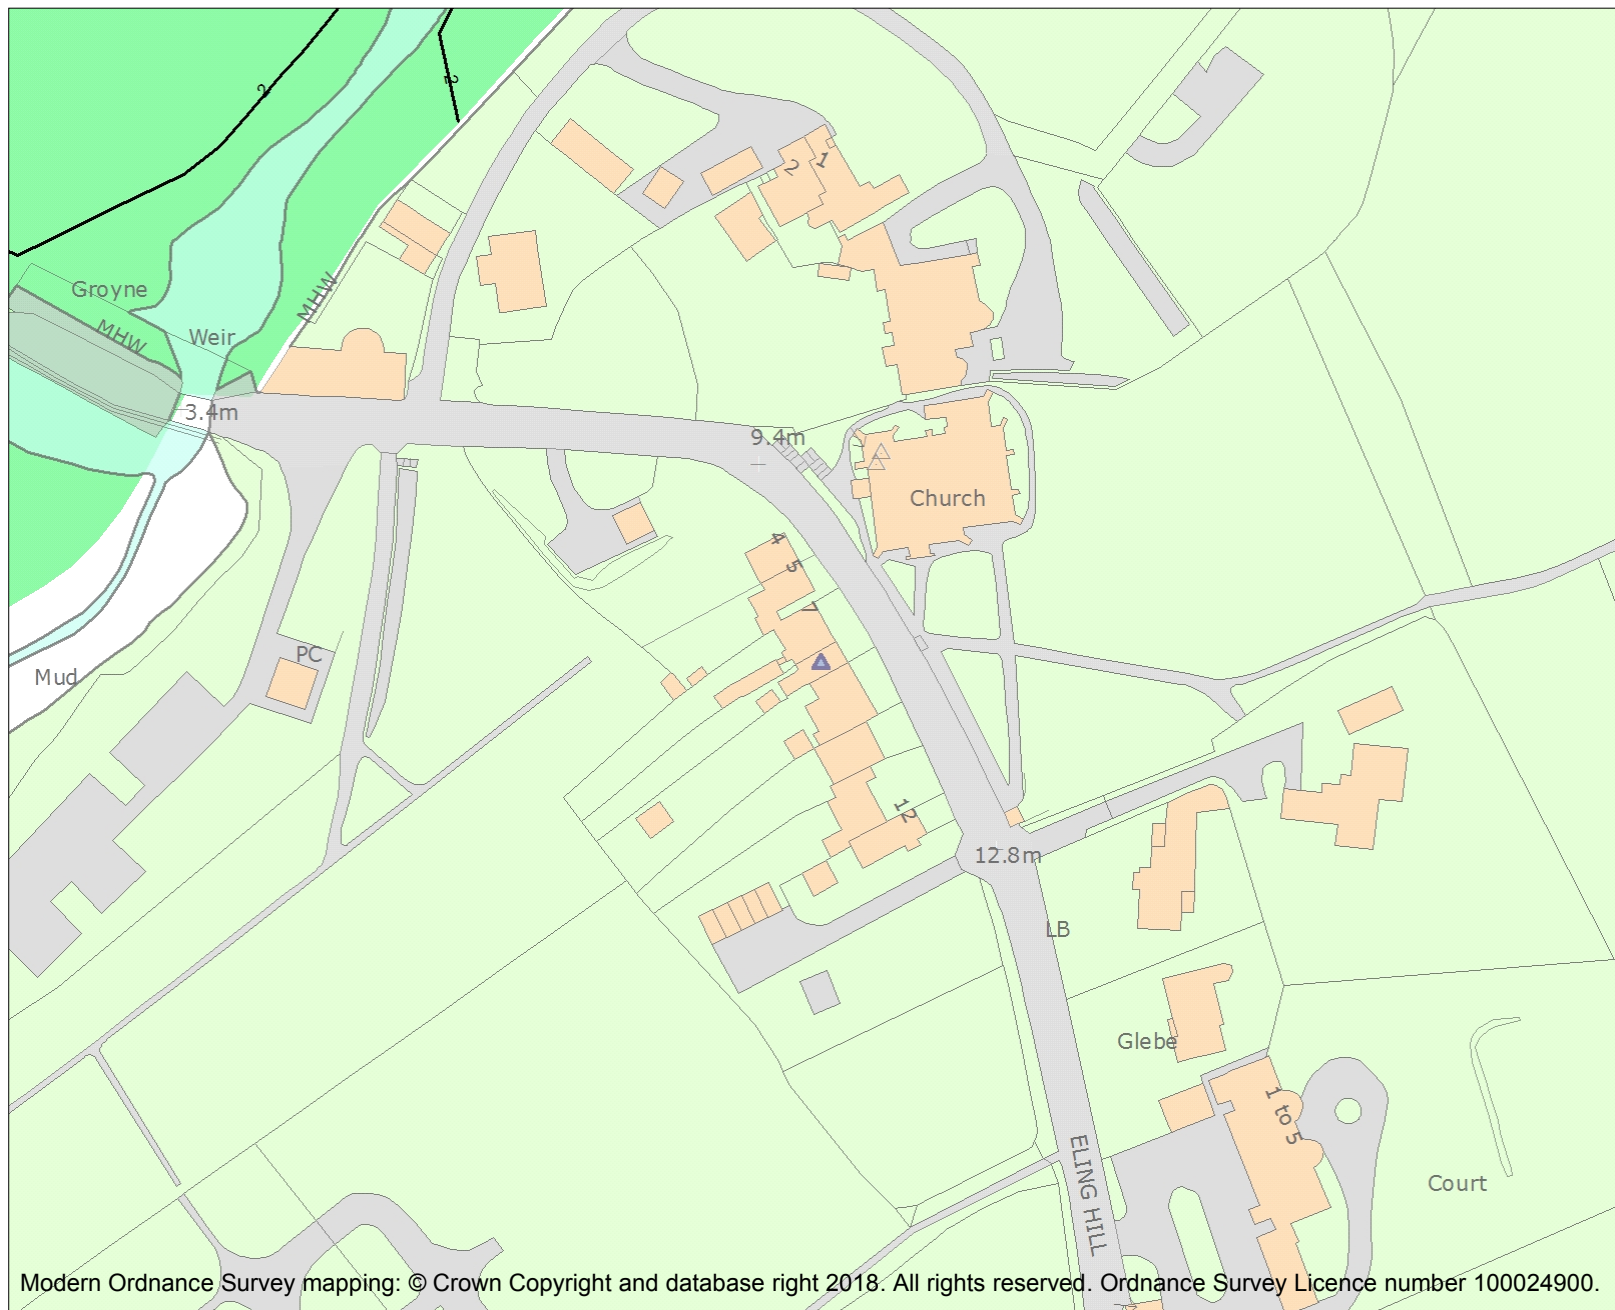 2
2
1
2
Groyne
MHW
MHW
Weir
3.4m
9.4m
Church
4
5
7
PC
Mud
12
12.8m
LB
Glebe
1 to 5
ELING HILL
Court
Modern Ordnance Survey mapping: © Crown Copyright and database right 2018. All rights reserved. Ordnance Survey Licence number 100024900.